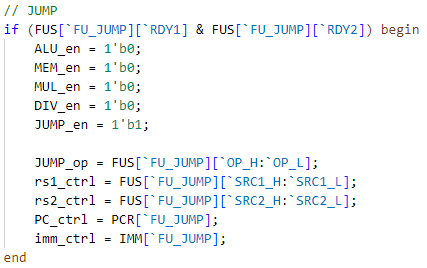 // JUMP
if (FUS[`FU_JUMP][`RDY1] & FUS[`FU_JUMP][`RDY2]) begin
    ALU_en = 1'b0;
    MEM_en = 1'b0;
    MUL_en = 1'b0;
    DIV_en = 1'b0;
    JUMP_en = 1'b1;

    JUMP_op = FUS[`FU_JUMP][`OP_H:`OP_L];
    rs1_ctrl = FUS[`FU_JUMP][`SRC1_H:`SRC1_L];
    rs2_ctrl = FUS[`FU_JUMP][`SRC2_H:`SRC2_L];
    PC_ctrl = PCR[`FU_JUMP];
    imm_ctrl = IMM[`FU_JUMP];
end